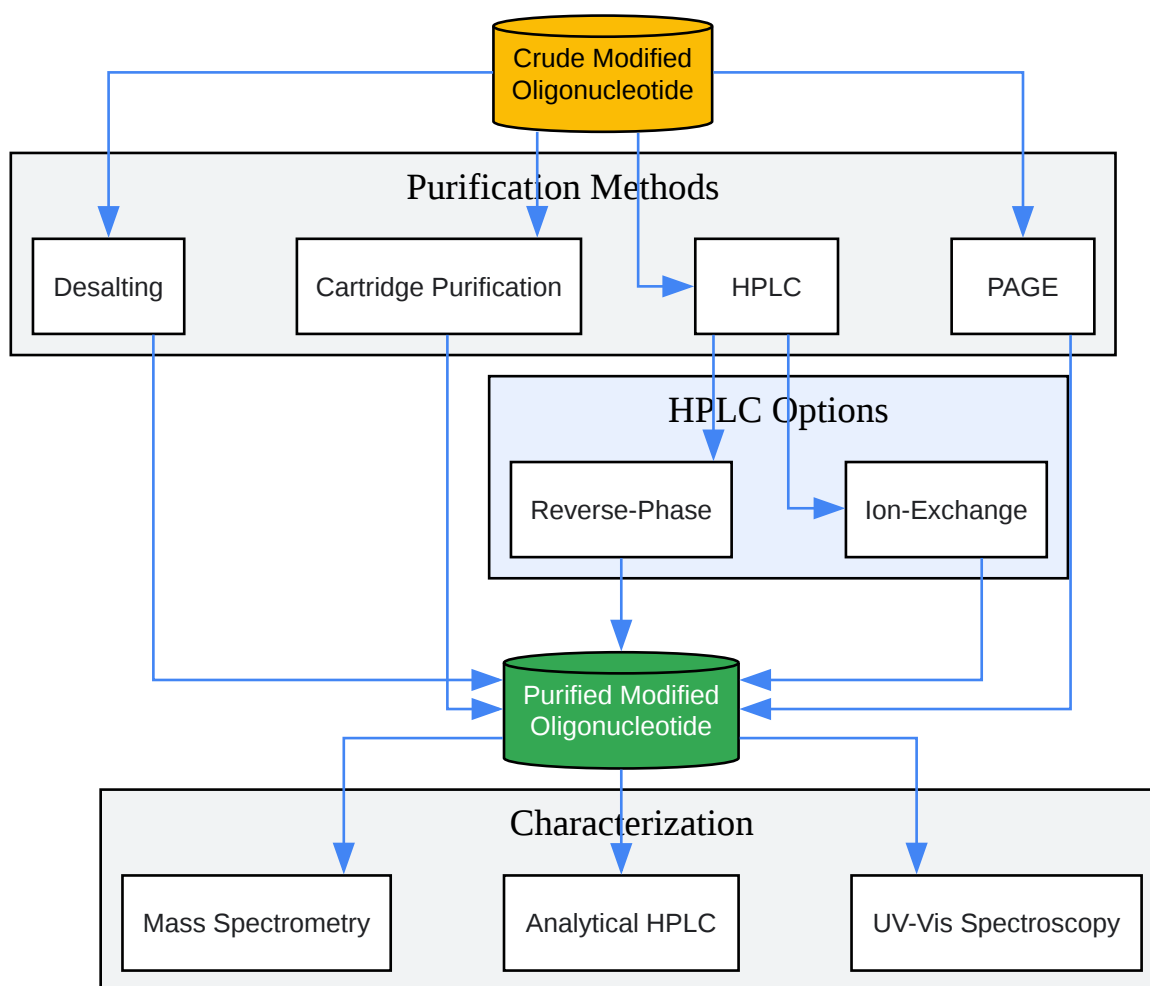 Crude Modified
Oligonucleotide
Purification Methods
Desalting
Cartridge Purification
HPLC
PAGE
HPLC Options
Reverse-Phase
Ion-Exchange
Purified Modified
Oligonucleotide
Characterization
Mass Spectrometry
Analytical HPLC
UV-Vis Spectroscopy